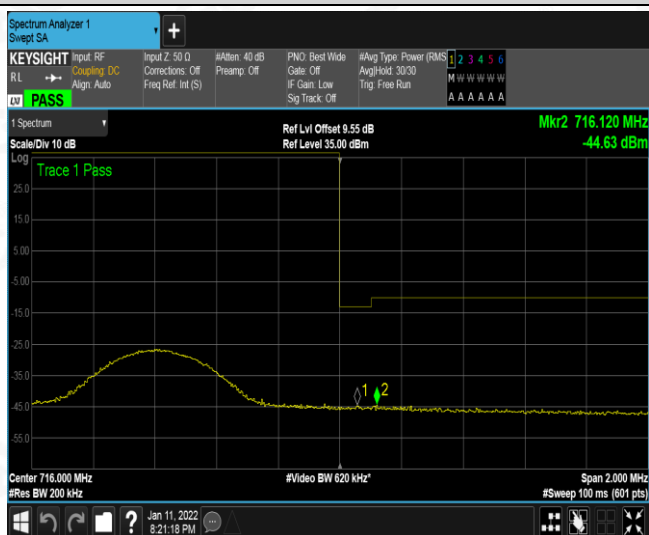 Spectrum Analyzer 1
Swept SA
+
KEYSIGHT
RL
LXI PASS
Input: RF
Coupling: DC
Align: Auto
Input Z: 50 Ω
Corrections: Off
Freq Ref: Int (S)
#Atten: 40 dB
Preamp: Off
PNO: Best Wide
Gate: Off
IF Gain: Low
Sig Track: Off
#Avg Type: Power (RMS
Avg|Hold: 30/30
Trig: Free Run
1 2 3 4 5 6
M W W W W W
A A A A A A
1 Spectrum
Scale/Div 10 dB
Ref Lvl Offset 9.55 dB
Ref Level 35.00 dBm
Mkr2 716.120 MHz
-44.63 dBm
Log
Trace 1 Pass
25.0
15.0
5.00
-5.00
-15.0
-25.0
-35.0
-45.0
-55.0
1
2
Center 716.000 MHz
#Res BW 200 kHz
#Video BW 620 kHz*
Span 2.000 MHz
#Sweep 100 ms (601 pts)
?
Jan 11, 2022
8:21:18 PM